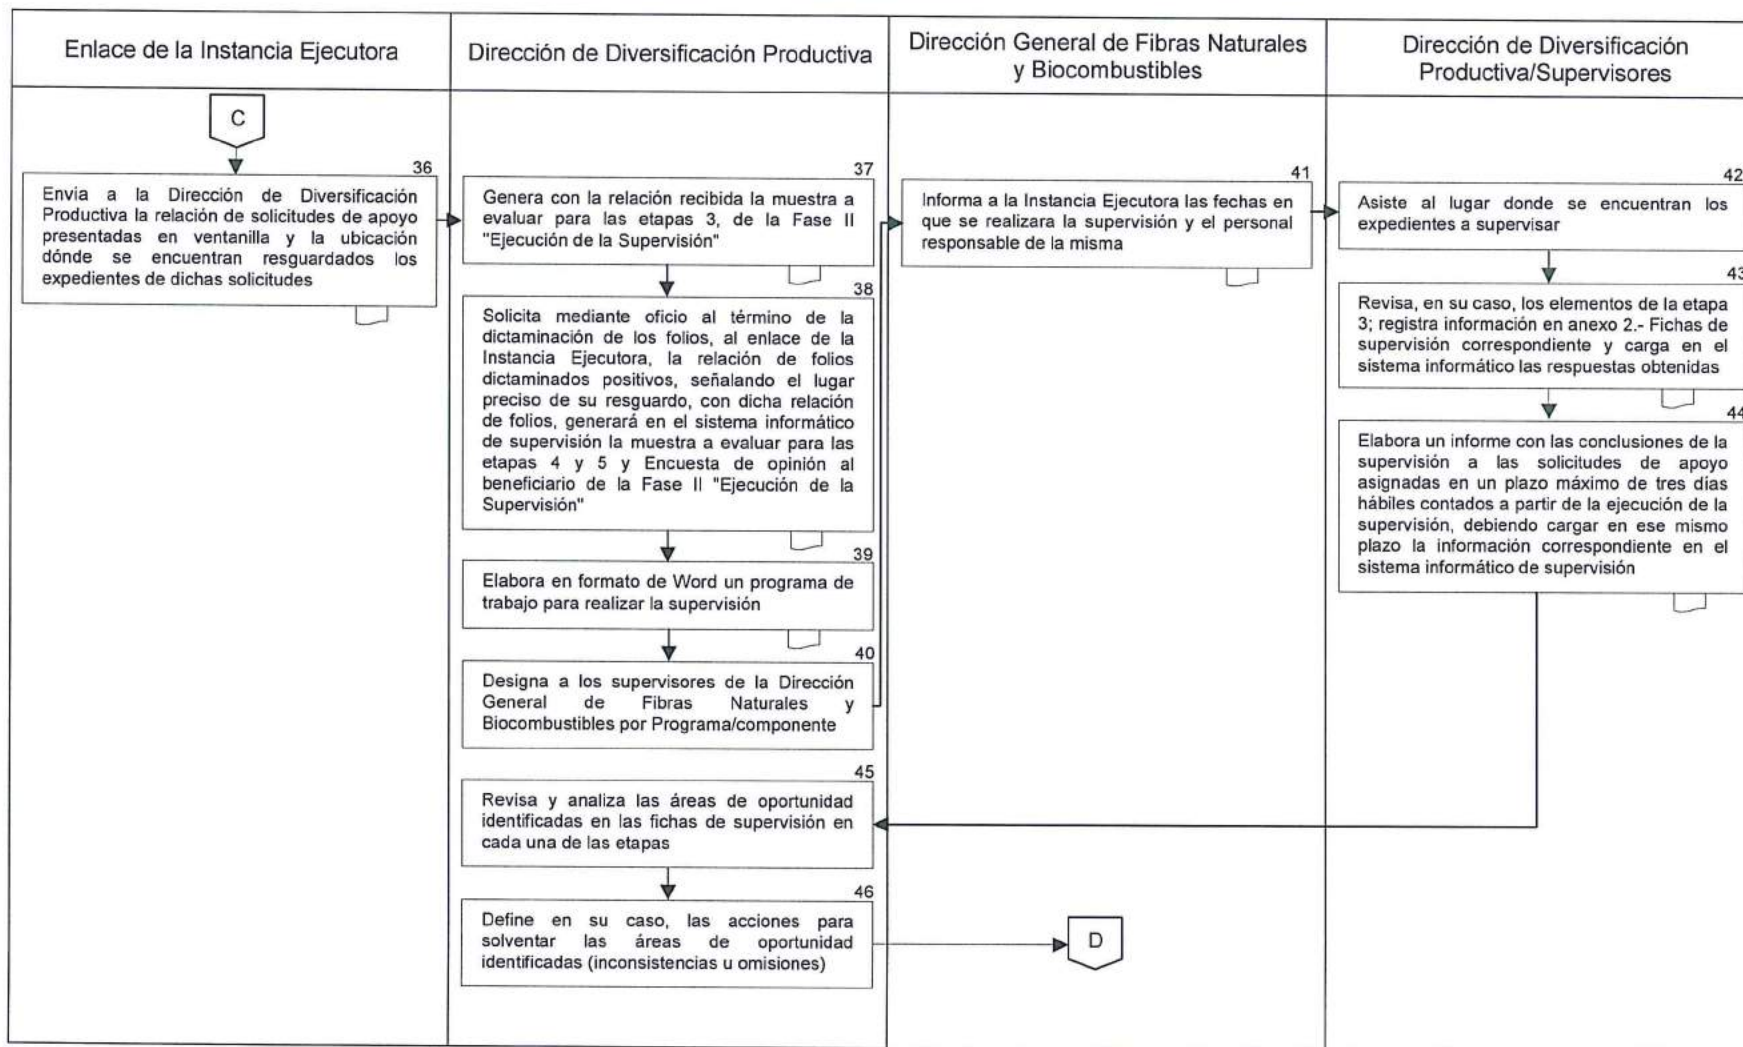 Enlace de la Instancia Ejecutora
Dirección de Diversificación Productiva
Dirección General de Fibras Naturales
y Biocombustibles
Dirección de Diversificación
Productiva/Supervisores
C
36
Envía a la Dirección de Diversificación
Productiva la relación de solicitudes de apoyo
presentadas en ventanilla y la ubicación
dónde se encuentran resguardados los
expedientes de dichas solicitudes
37
Genera con la relación recibida la muestra a
evaluar para las etapas 3, de la Fase II
"Ejecución de la Supervisión"
38
Solicita mediante oficio al término de la
dictaminación de los folios, al enlace de la
Instancia Ejecutora, la relación de folios
dictaminados positivos, señalando el lugar
preciso de su resguardo, con dicha relación
de folios, generará en el sistema informático
de supervisión la muestra a evaluar para las
etapas 4 y 5 y Encuesta de opinión al
beneficiario de la Fase II "Ejecución de la
Supervisión"
39
Elabora en formato de Word un programa de
trabajo para realizar la supervisión
40
Designa a los supervisores de la Dirección
General de Fibras Naturales y
Biocombustibles por Programa/componente
41
Informa a la Instancia Ejecutora las fechas en
que se realizara la supervisión y el personal
responsable de la misma
42
Asiste al lugar donde se encuentran los
expedientes a supervisar
43
Revisa, en su caso, los elementos de la etapa
3; registra información en anexo 2.- Fichas de
supervisión correspondiente y carga en el
sistema informático las respuestas obtenidas
44
Elabora un informe con las conclusiones de la
supervisión a las solicitudes de apoyo
asignadas en un plazo máximo de tres días
hábiles contados a partir de la ejecución de la
supervisión, debiendo cargar en ese mismo
plazo la información correspondiente en el
sistema informático de supervisión
45
Revisa y analiza las áreas de oportunidad
identificadas en las fichas de supervisión en
cada una de las etapas
46
Define en su caso, las acciones para
solventar las áreas de oportunidad
identificadas (inconsistencias u omisiones)
D